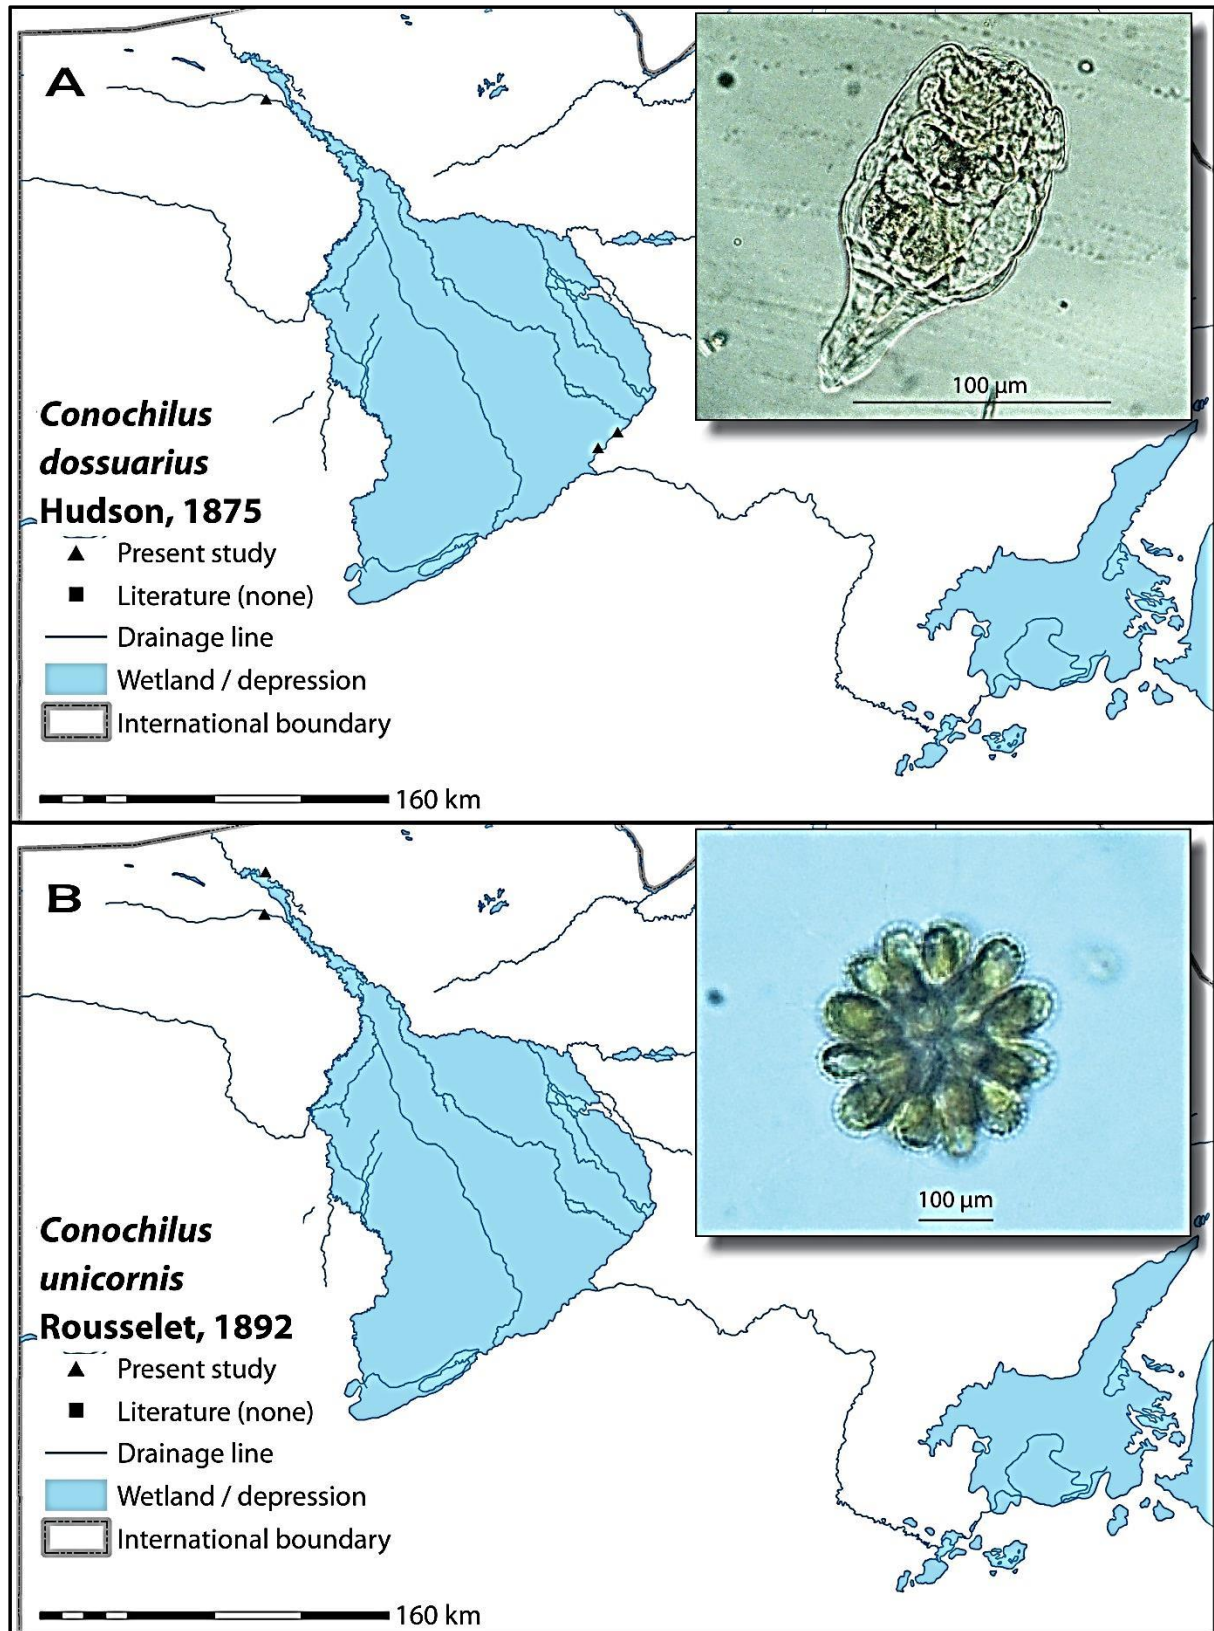 A
100 µm
Conochilus
dossuarius
Hudson, 1875
Present study
Literature (none)
Drainage line
Wetland / depression
International boundary
160 km
B
100 µm
Conochilus
unicornis
Rousselet, 1892
Present study
Literature (none)
Drainage line
Wetland / depression
International boundary
160 km